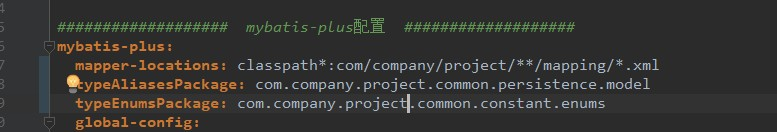 ###################  mybatis-plus配置  ###################
mybatis-plus:
mapper-locations: classpath*:com/company/project/**/mapping/*.xml
typeAliasesPackage: com.company.project.common.persistence.model
typeEnumsPackage: com.company.project.common.constant.enums
global-config: